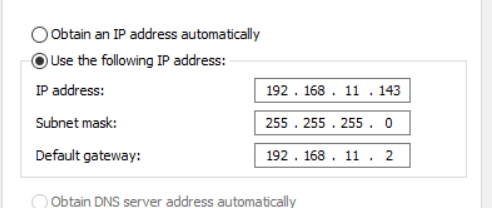 Obtain an IP address automatically
Use the following IP address:
IP address: 192 . 168 . 11 . 143
Subnet mask: 255 . 255 . 255 . 0
Default gateway: 192 . 168 . 11 . 2
Obtain DNS server address automatically